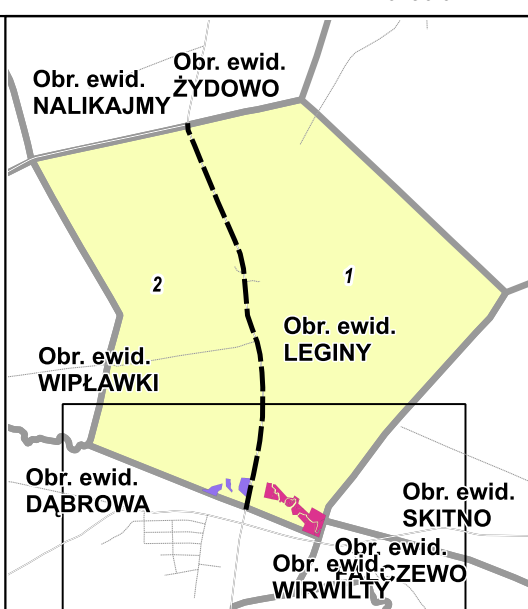 Obr. ewid.
ŻYDOWO
Obr. ewid.
NALIKAJMY
2
1
Obr. ewid.
LEGINY
Obr. ewid.
WIPŁAWKI
Obr. ewid.
DĄBROWA
Obr. ewid.
SKITNO
Obr. ewid.
FALCZEWO
Obr. ewid.
WIRWILTY